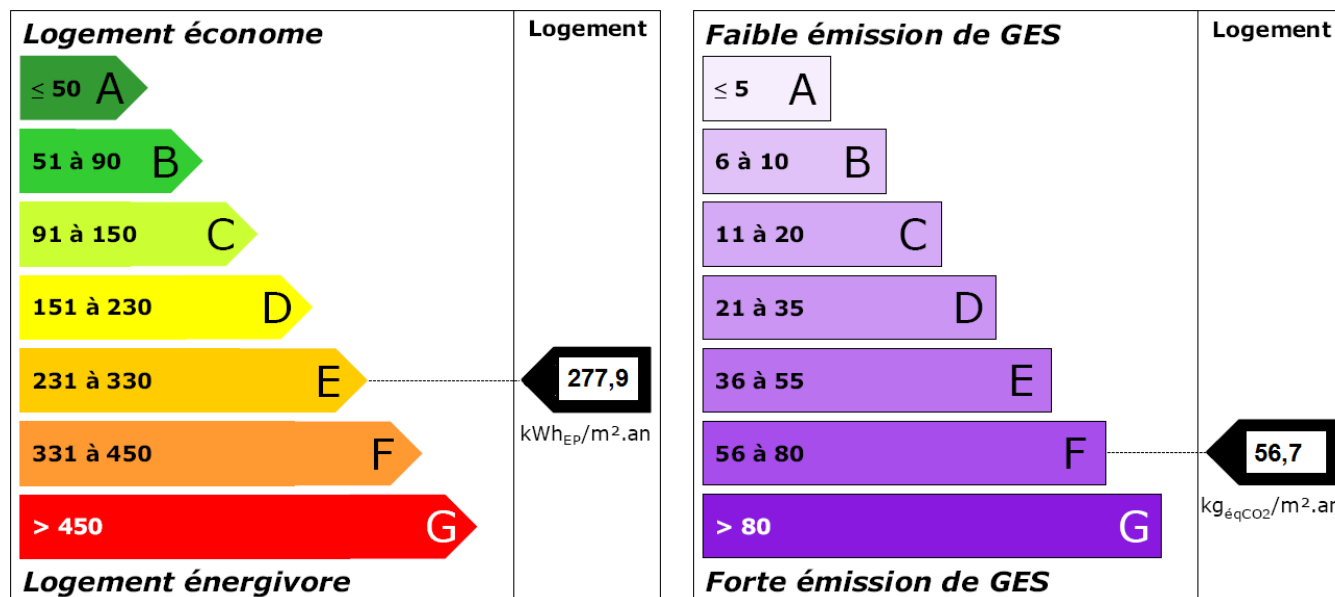 Logement économe
Logement
≤ 50 A
51 à 90 B
91 à 150 C
151 à 230 D
231 à 330 E
277,9
kWhEP/m².an
331 à 450 F
> 450 G
Logement énergivore
Faible émission de GES
Logement
≤ 5 A
6 à 10 B
11 à 20 C
21 à 35 D
36 à 55 E
56 à 80 F
56,7
kgéqCO2/m².an
> 80 G
Forte émission de GES